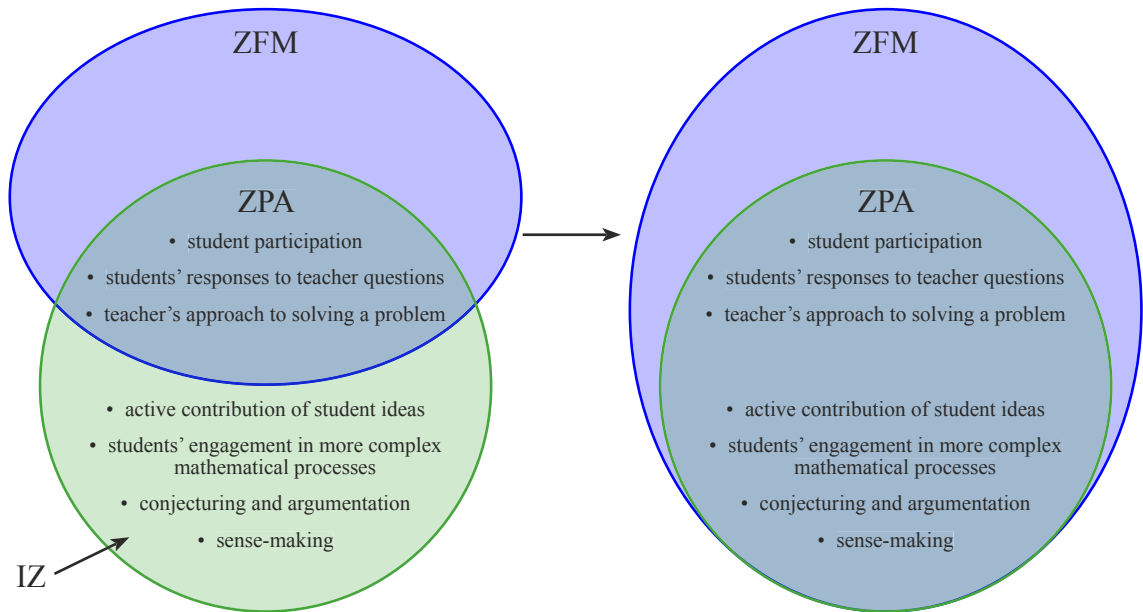 ZFM
ZPA
• student participation
• students’ responses to teacher questions
• teacher’s approach to solving a problem
• active contribution of student ideas
• students’ engagement in more complex
mathematical processes
• conjecturing and argumentation
• sense-making
IZ
ZFM
ZPA
• student participation
• students’ responses to teacher questions
• teacher’s approach to solving a problem
• active contribution of student ideas
• students’ engagement in more complex
mathematical processes
• conjecturing and argumentation
• sense-making